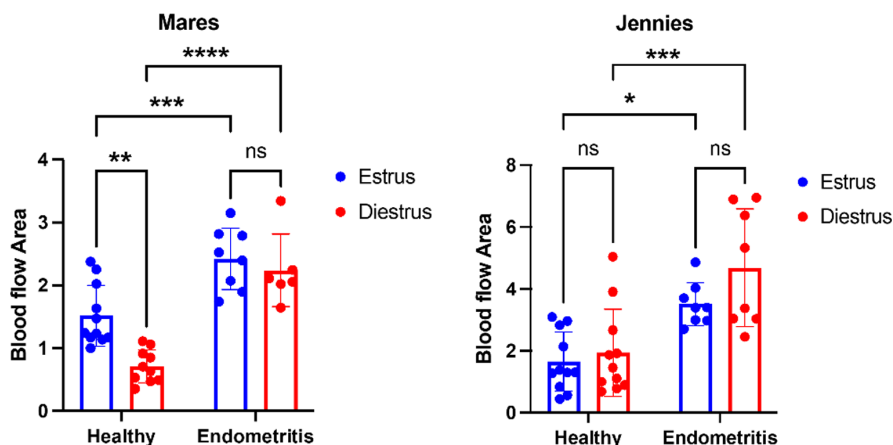 Mares
****
***
**
ns
Estrus
Diestrus
Blood flow Area
4
3
2
1
0
Healthy
Endometritis
Jennies
***
*
ns
ns
Estrus
Diestrus
Blood flow Area
8
6
4
2
0
Healthy
Endometritis